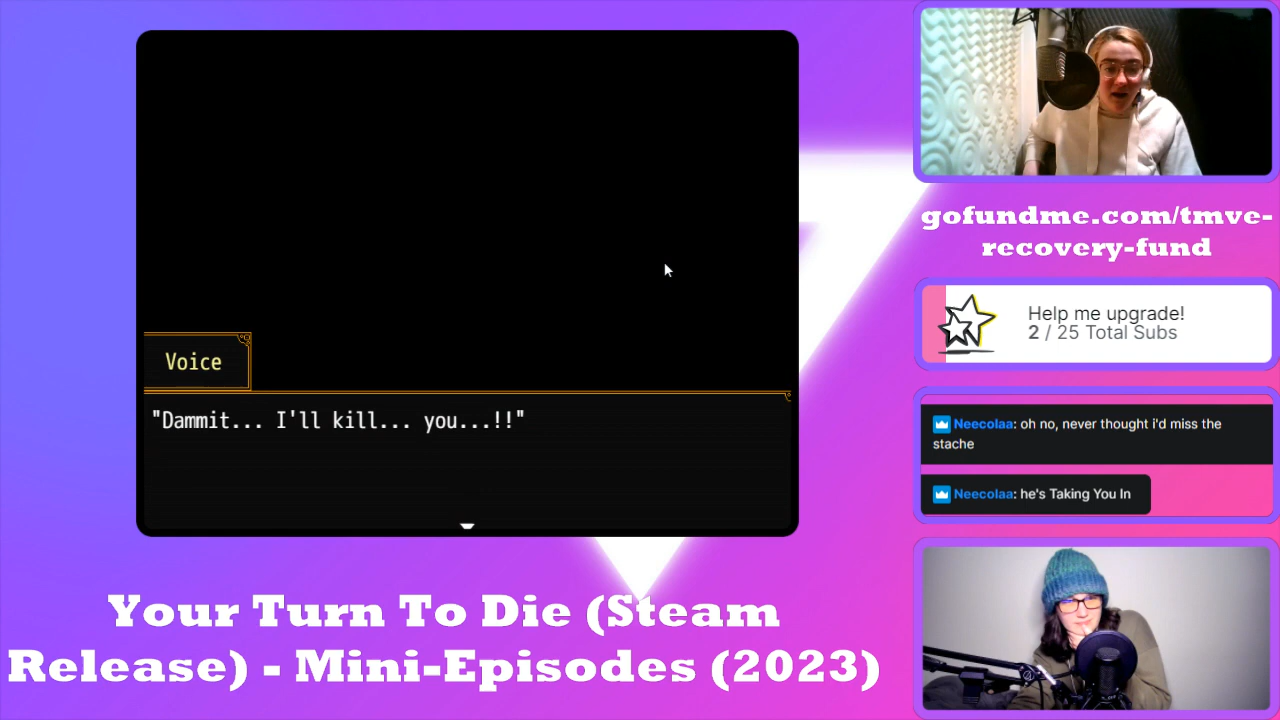 Voice
"Dammit... I'll kill... you...!!"
Your Turn To Die (Steam
Release) - Mini-Episodes (2023)
gofundme.com/tmve-
recovery-fund
Help me upgrade!
2 / 25 Total Subs
Neecolaa: oh no, never thought i'd miss the
stache
Neecolaa: he's Taking You In